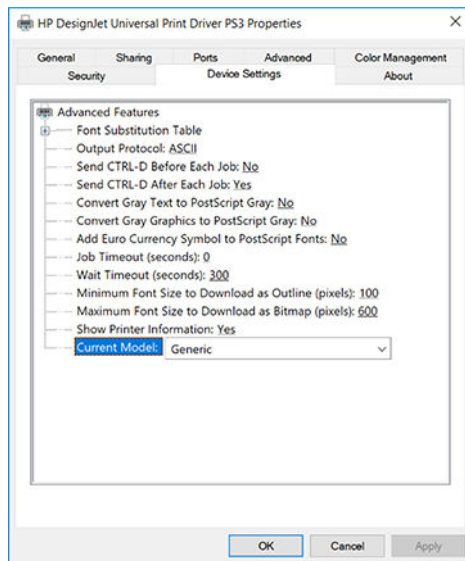 HP DesignJet Universal Print Driver PS3 Properties
General Sharing Ports Advanced Color Management
Security Device Settings About
Advanced Features
Font Substitution Table
Output Protocol: ASCII
Send CTRL-D Before Each Job: No
Send CTRL-D After Each Job: Yes
Convert Gray Text to PostScript Gray: No
Convert Gray Graphics to PostScript Gray: No
Add Euro Currency Symbol to PostScript Fonts: No
Job Timeout (seconds): 0
Wait Timeout (seconds): 300
Minimum Font Size to Download as Outline (pixels): 100
Maximum Font Size to Download as Bitmap (pixels): 600
Show Printer Information: Yes
Current Model: Generic
OK Cancel Apply